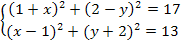 {(1 + x)² + (2 − y)² = 17
(x − 1)² + (y + 2)² = 13